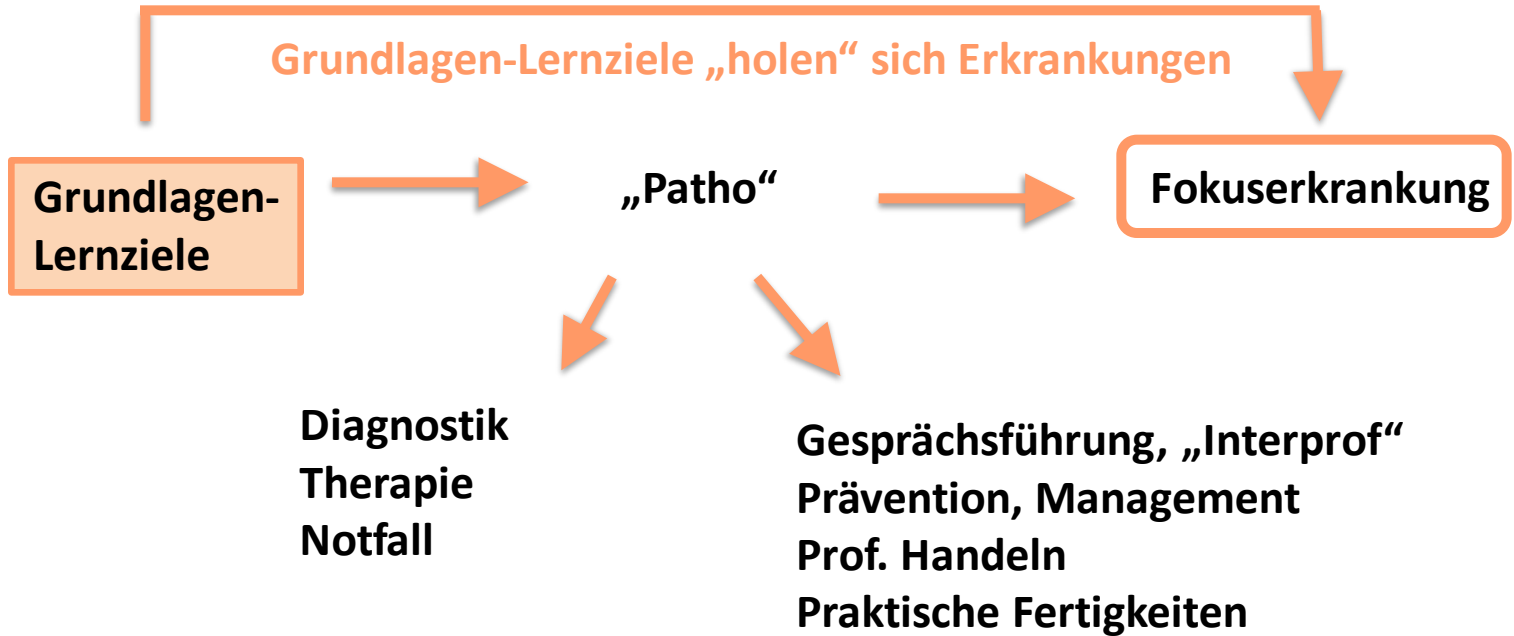 Grundlagen-Lernziele „holen“ sich Erkrankungen
Grundlagen-
Lernziele
„Patho“
Fokuserkrankung
Diagnostik
Therapie
Notfall
Gesprächsführung, „Interprof“
Prävention, Management
Prof. Handeln
Praktische Fertigkeiten